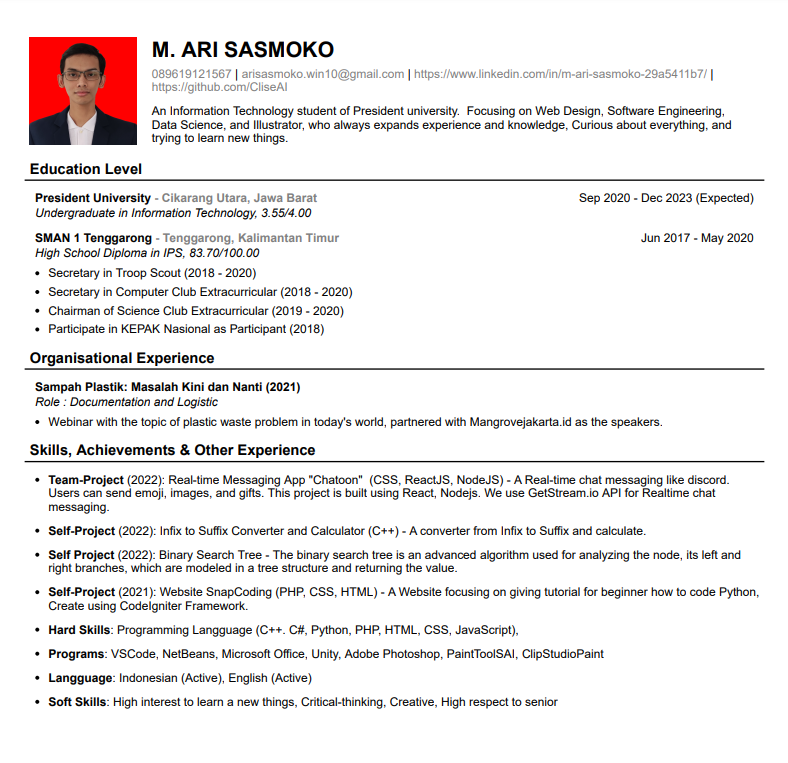 M. ARI SASMOKO
089619121567 | arisasmoko.win10@gmail.com | https://www.linkedin.com/in/m-ari-sasmoko-29a5411b7/ |
https://github.com/CliseAI
An Information Technology student of President university.  Focusing on Web Design, Software Engineering,
Data Science, and Illustrator, who always expands experience and knowledge, Curious about everything, and
trying to learn new things.
Education Level
President University - Cikarang Utara, Jawa Barat Sep 2020 - Dec 2023 (Expected)
Undergraduate in Information Technology, 3.55/4.00
SMAN 1 Tenggarong - Tenggarong, Kalimantan Timur Jun 2017 - May 2020
High School Diploma in IPS, 83.70/100.00
• Secretary in Troop Scout (2018 - 2020)
• Secretary in Computer Club Extracurricular (2018 - 2020)
• Chairman of Science Club Extracurricular (2019 - 2020)
• Participate in KEPAK Nasional as Participant (2018)
Organisational Experience
Sampah Plastik: Masalah Kini dan Nanti (2021)
Role : Documentation and Logistic
• Webinar with the topic of plastic waste problem in today's world, partnered with Mangrovejakarta.id as the speakers.
Skills, Achievements & Other Experience
• Team-Project (2022): Real-time Messaging App "Chatoon"  (CSS, ReactJS, NodeJS) - A Real-time chat messaging like discord.
Users can send emoji, images, and gifts. This project is built using React, Nodejs. We use GetStream.io API for Realtime chat
messaging.
• Self-Project (2022): Infix to Suffix Converter and Calculator (C++) - A converter from Infix to Suffix and calculate.
• Self Project (2022): Binary Search Tree - The binary search tree is an advanced algorithm used for analyzing the node, its left and
right branches, which are modeled in a tree structure and returning the value.
• Self-Project (2021): Website SnapCoding (PHP, CSS, HTML) - A Website focusing on giving tutorial for beginner how to code Python,
Create using CodeIgniter Framework.
• Hard Skills: Programming Langguage (C++. C#, Python, PHP, HTML, CSS, JavaScript),
• Programs: VSCode, NetBeans, Microsoft Office, Unity, Adobe Photoshop, PaintToolSAI, ClipStudioPaint
• Langguage: Indonesian (Active), English (Active)
• Soft Skills: High interest to learn a new things, Critical-thinking, Creative, High respect to senior